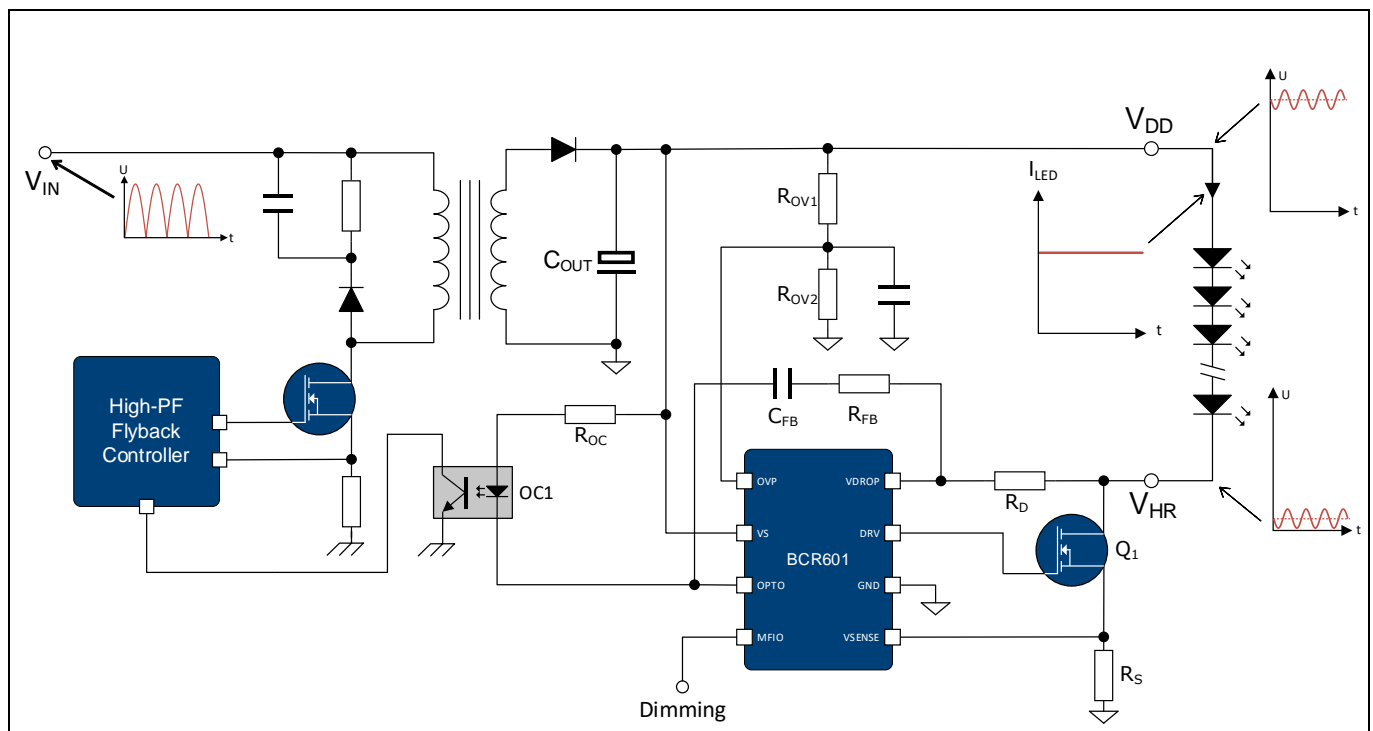 U
V_DD
V_IN
U
t
I_LED
t
R_OV1
C_OUT
R_OV2
t
High-PF
Flyback
Controller
C_FB
R_FB
U
R_OC
OC1
R_D
V_HR
t
OVP
VDROP
VS
DRV
Q_1
BCR601
OPTO
GND
MFIO
VSENSE
R_S
Dimming